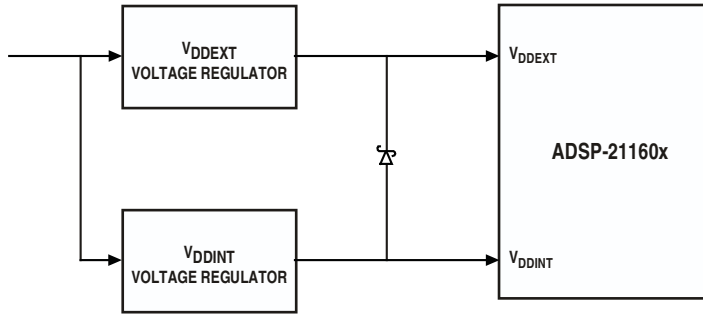 VDDEXT
VOLTAGE REGULATOR
VDDEXT
ADSP-21160x
VDDINT
VOLTAGE REGULATOR
VDDINT